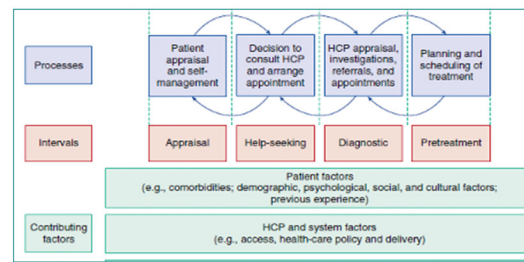 Processes
Patient
appraisal
and self-
management
Decision to
consult HCP
and arrange
appointment
HCP appraisal,
investigations,
referrals, and
appointments
Planning and
scheduling of
treatment
Intervals
Appraisal
Help-seeking
Diagnostic
Pretreatment
Contributing
factors
Patient factors
(e.g., comorbidities; demographic, psychological, social, and cultural factors;
previous experience)
HCP and system factors
(e.g., access, health-care policy and delivery)